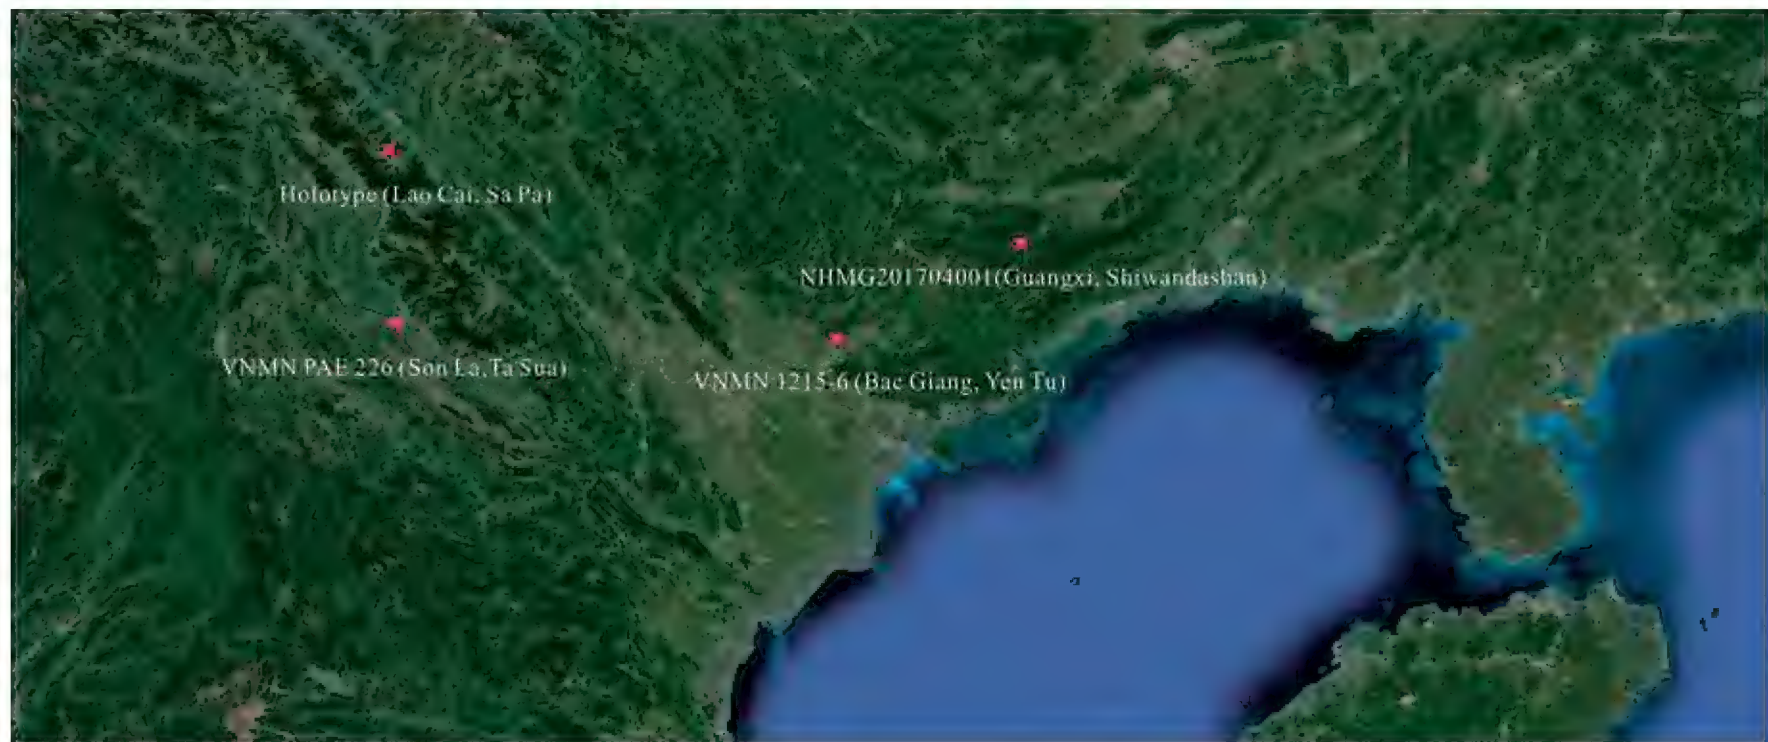 Holotype (Lao Cai, Sa Pa)
NHMG201704001(Guangxi, Shiwandashan)
VNMN PAE 226 (Son La, Ta Sua)
VNMN 1215-6 (Bac Giang, Yen Tu)